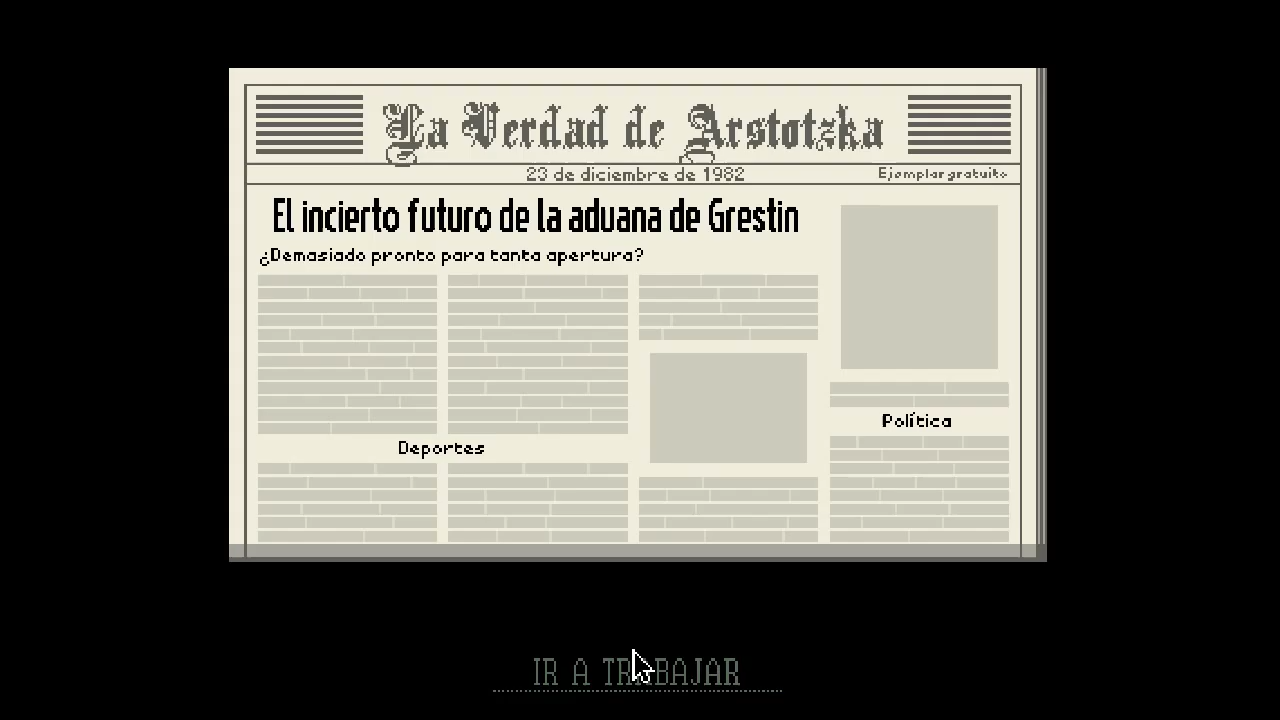 La Verdad de Arstotzka
23 de diciembre de 1982
Ejemplar gratuito
El incierto futuro de la aduana de Grestin
¿Demasiado pronto para tanta apertura?
Deportes
Política
IR A TRABAJAR